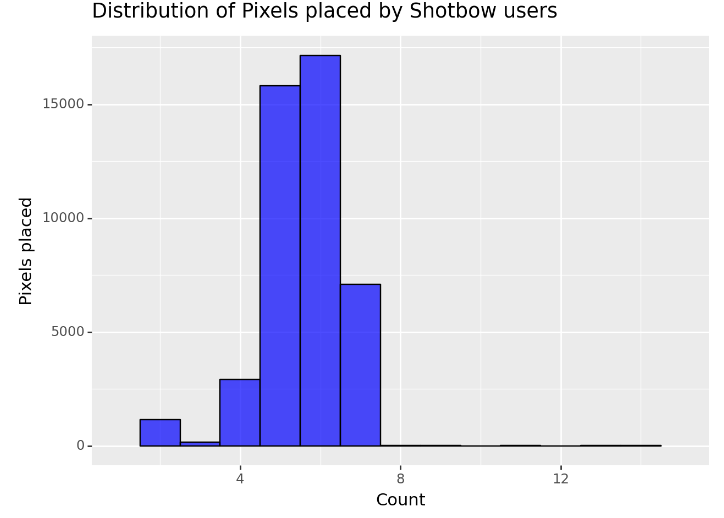 Distribution of Pixels placed by Shotbow users
Pixels placed
15000
10000
5000
0
4
8
12
Count